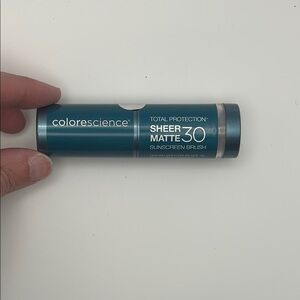 colorescience®
TOTAL PROTECTION™
SHEER
MATTE 30
SUNSCREEN BRUSH